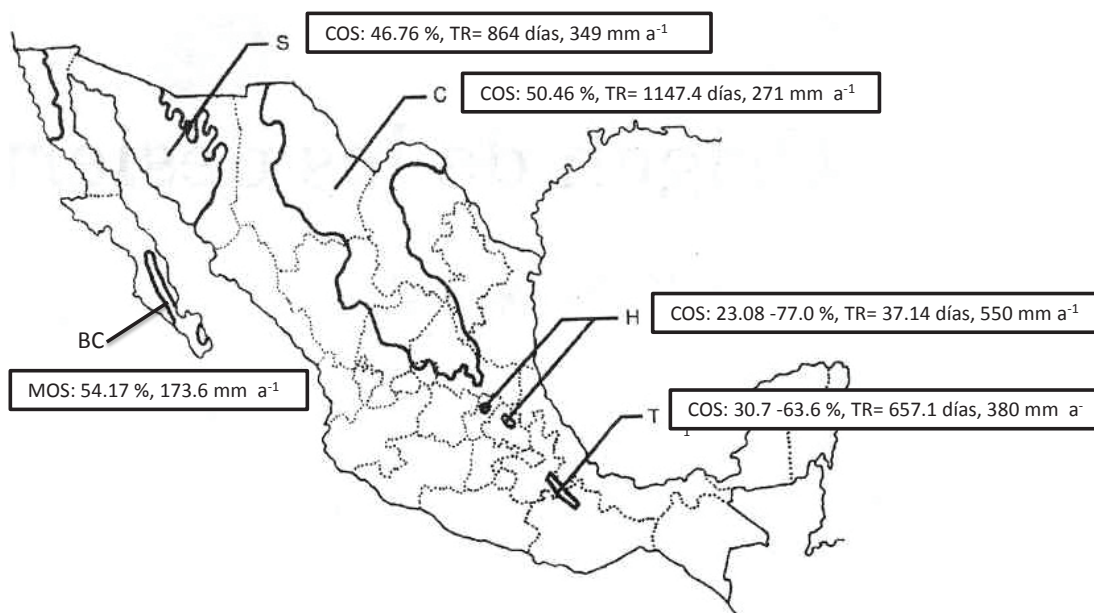 S
COS: 46.76 %, TR= 864 días, 349 mm a-1
C
COS: 50.46 %, TR= 1147.4 días, 271 mm a-1
H
COS: 23.08 -77.0 %, TR= 37.14 días, 550 mm a-1
BC
MOS: 54.17 %, 173.6 mm a-1
T
COS: 30.7 -63.6 %, TR= 657.1 días, 380 mm a-
1